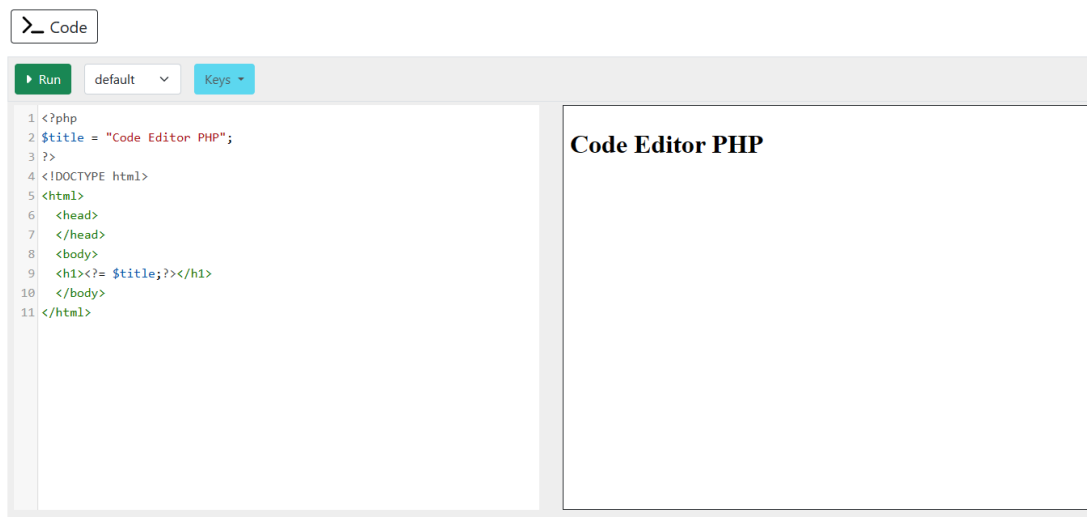 Code
Run default Keys
1 <?php
2 $title = "Code Editor PHP";
3 ?>
4 <!DOCTYPE html>
5 <html>
6   <head>
7   </head>
8   <body>
9   <h1><?= $title;?></h1>
10   </body>
11 </html>
Code Editor PHP